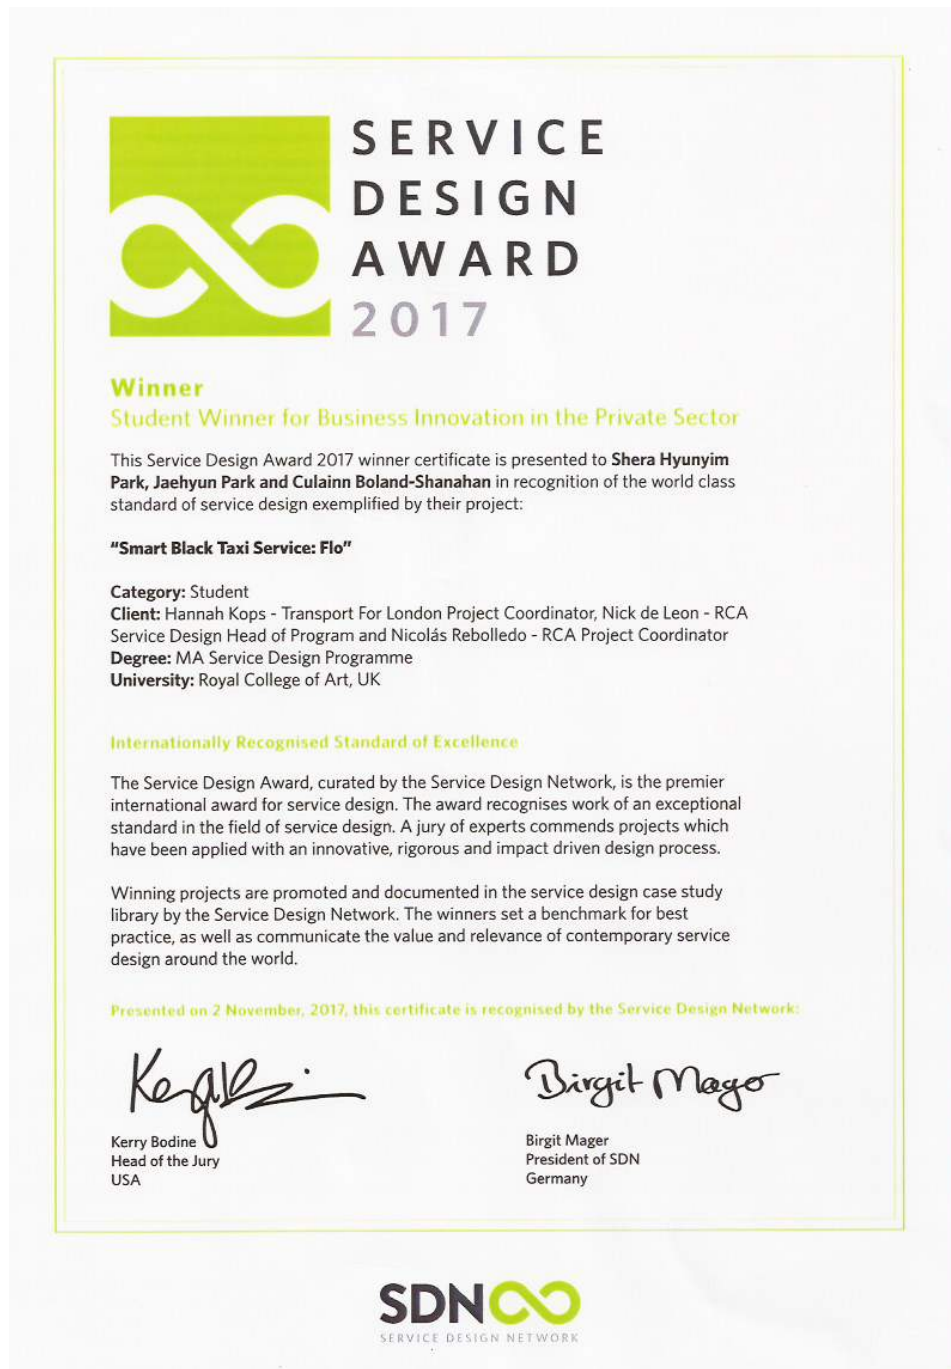 SERVICE
DESIGN
AWARD
2017
Winner
Student Winner for Business Innovation in the Private Sector
This Service Design Award 2017 winner certificate is presented to Shera Hyunyim
Park, Jaehyun Park and Culainn Boland-Shanahan in recognition of the world class
standard of service design exemplified by their project:
"Smart Black Taxi Service: Flo"
Category: Student
Client: Hannah Kops - Transport For London Project Coordinator, Nick de Leon - RCA
Service Design Head of Program and Nicolás Rebolledo - RCA Project Coordinator
Degree: MA Service Design Programme
University: Royal College of Art, UK
Internationally Recognised Standard of Excellence
The Service Design Award, curated by the Service Design Network, is the premier
international award for service design. The award recognises work of an exceptional
standard in the field of service design. A jury of experts commends projects which
have been applied with an innovative, rigorous and impact driven design process.
Winning projects are promoted and documented in the service design case study
library by the Service Design Network. The winners set a benchmark for best
practice, as well as communicate the value and relevance of contemporary service
design around the world.
Presented on 2 November, 2017, this certificate is recognised by the Service Design Network:
Birgit Mager
Kerry Bodine
Head of the Jury
USA
Birgit Mager
President of SDN
Germany
SDN
SERVICE DESIGN NETWORK